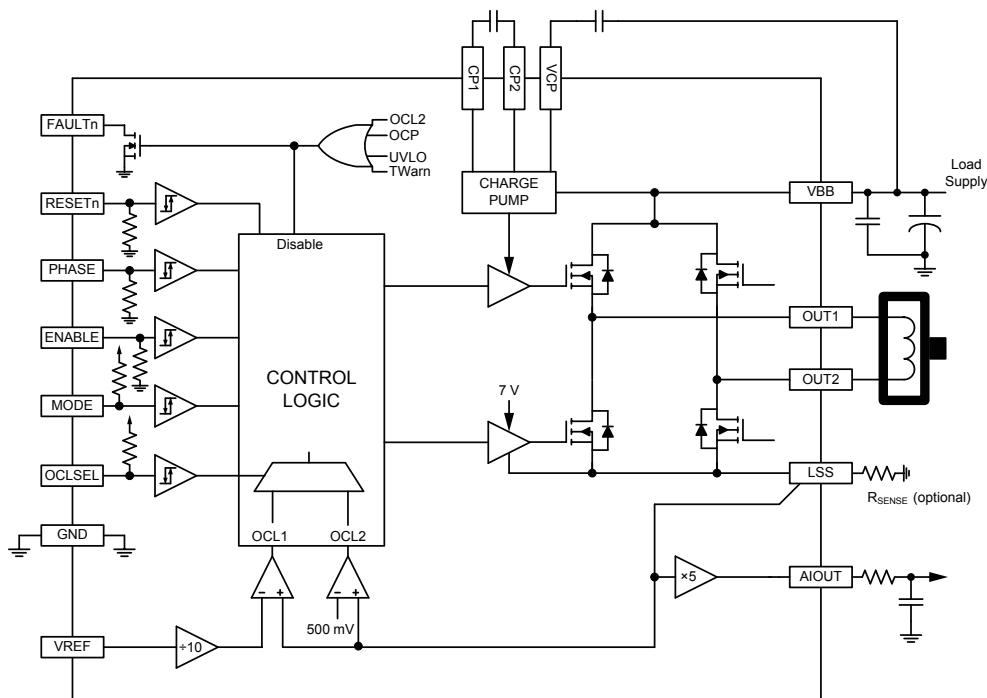 CP1
CP2
VCP
FAULTn
OCL2
OCP
UVLO
TWarn
RESETn
CHARGE
PUMP
VBB
Load
Supply
Disable
PHASE
ENABLE
OUT1
CONTROL
LOGIC
MODE
7 V
OUT2
OCLSEL
LSS
RSENSE (optional)
GND
OCL1
OCL2
×5
AIOUT
– +
– +
500 mV
VREF
÷10